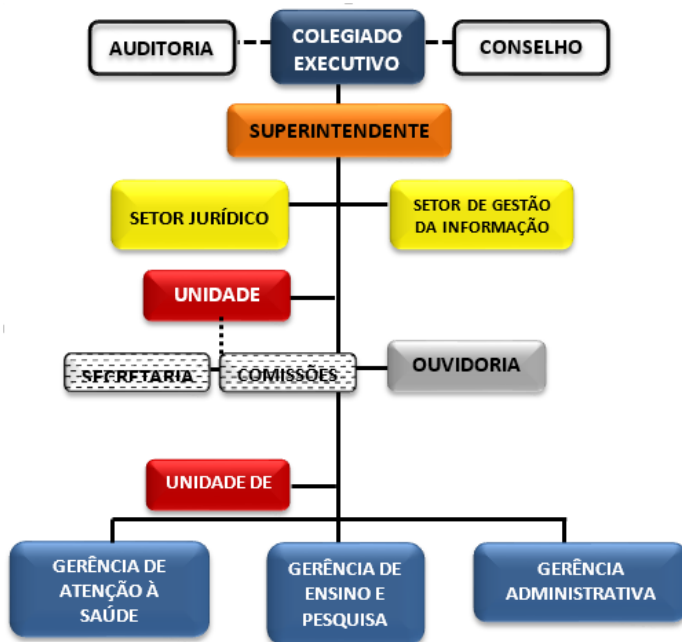 AUDITORIA
COLEGIADO
EXECUTIVO
CONSELHO
SUPERINTENDENTE
SETOR JURÍDICO
SETOR DE GESTÃO
DA INFORMAÇÃO
UNIDADE
SECRETARIA
COMISSÕES
OUVIDORIA
UNIDADE DE
GERÊNCIA DE
ATENÇÃO À
SAÚDE
GERÊNCIA DE
ENSINO E
PESQUISA
GERÊNCIA
ADMINISTRATIVA